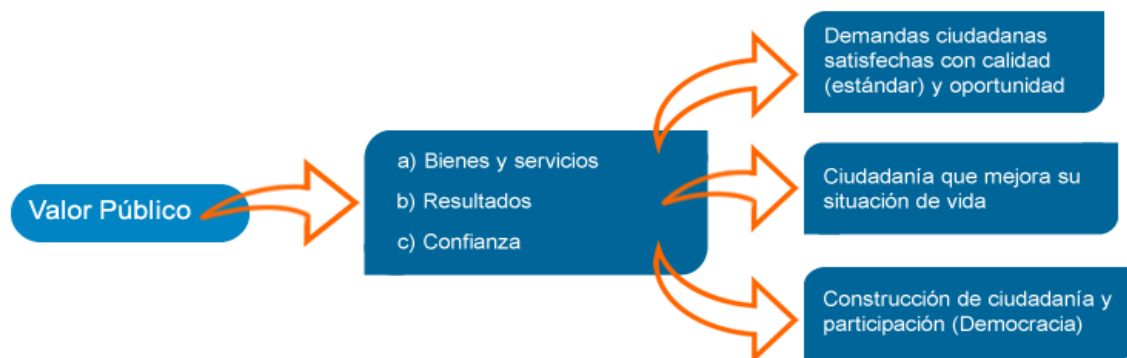 Valor Público
a) Bienes y servicios
b) Resultados
c) Confianza
Demandas ciudadanas
satisfechas con calidad
(estándar) y oportunidad
Ciudadanía que mejora su
situación de vida
Construcción de ciudadanía y
participación (Democracia)